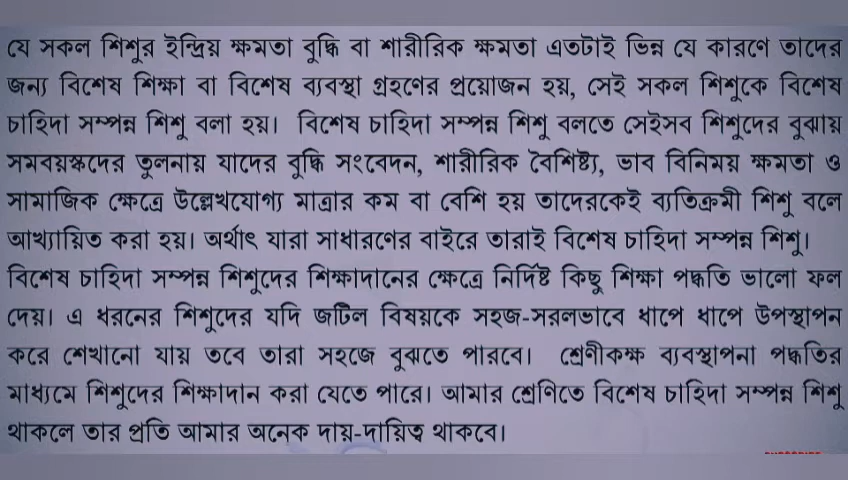 যে সকল শিশুর ইন্দ্রিয় ক্ষমতা বুদ্ধি বা শারীরিক ক্ষমতা এতটাই ভিন্ন যে কারণে তাদের
জন্য বিশেষ শিক্ষা বা বিশেষ ব্যবস্থা গ্রহণের প্রয়োজন হয়, সেই সকল শিশুকে বিশেষ
চাহিদা সম্পন্ন শিশু বলা হয়। বিশেষ চাহিদা সম্পন্ন শিশু বলতে সেইসব শিশুদের বুঝায়
সমবয়স্কদের তুলনায় যাদের বুদ্ধি সংবেদন, শারীরিক বৈশিষ্ট্য, ভাব বিনিময় ক্ষমতা ও
সামাজিক ক্ষেত্রে উল্লেখযোগ্য মাত্রার কম বা বেশি হয় তাদেরকেই ব্যতিক্রমী শিশু বলে
আখ্যায়িত করা হয়। অর্থাৎ যারা সাধারণের বাইরে তারাই বিশেষ চাহিদা সম্পন্ন শিশু।
বিশেষ চাহিদা সম্পন্ন শিশুদের শিক্ষাদানের ক্ষেত্রে নির্দিষ্ট কিছু শিক্ষা পদ্ধতি ভালো ফল
দেয়। এ ধরনের শিশুদের যদি জটিল বিষয়কে সহজ-সরলভাবে ধাপে ধাপে উপস্থাপন
করে শেখানো যায় তবে তারা সহজে বুঝতে পারবে। শ্রেণীকক্ষ ব্যবস্থাপনা পদ্ধতির
মাধ্যমে শিশুদের শিক্ষাদান করা যেতে পারে। আমার শ্রেণিতে বিশেষ চাহিদা সম্পন্ন শিশু
থাকলে তার প্রতি আমার অনেক দায়-দায়িত্ব থাকবে।